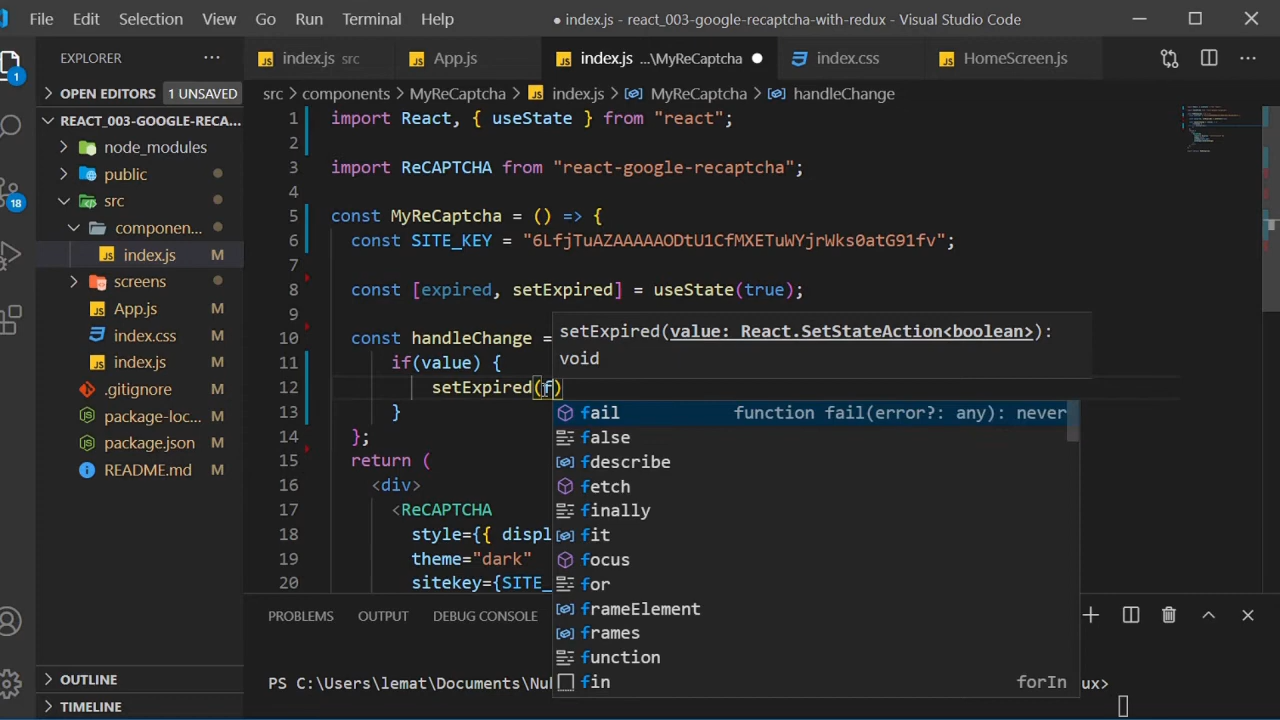 File Edit Selection View Go Run Terminal Help ● index.js - react_003-google-recaptcha-with-redux - Visual Studio Code
EXPLORER ···
index.js src
App.js
index.js ...\MyReCaptcha ●
index.css
HomeScreen.js
···
1
18
OPEN EDITORS 1 UNSAVED
REACT_003-GOOGLE-RECA...
node_modules
public
src
componen... M
index.js M
screens
App.js M
index.css M
index.js M
.gitignore M
package-loc... M
package.json M
README.md M
OUTLINE
TIMELINE
src > components > MyReCaptcha > index.js > MyReCaptcha > handleChange
1 import React, { useState } from "react";
2
3 import ReCAPTCHA from "react-google-recaptcha";
4
5 const MyReCaptcha = () => {
6 const SITE_KEY = "6LfjTuAZAAAAAODtU1CfMXETuWYjrWks0atG91fv";
7
8 const [expired, setExpired] = useState(true);
9
10 const handleChange =
11 if(value) {
12 setExpired(f)
13 }
14 };
15 return (
16 <div>
17 <ReCAPTCHA
18 style={{ displ
19 theme="dark"
20 sitekey={SITE_
setExpired(value: React.SetStateAction<boolean>):
void
fail function fail(error?: any): never
false
fdescribe
fetch
finally
fit
focus
for
frameElement
frames
function
fin forIn
PROBLEMS OUTPUT DEBUG CONSOLE
PS C:\Users\lemat\Documents\Nu
ux>